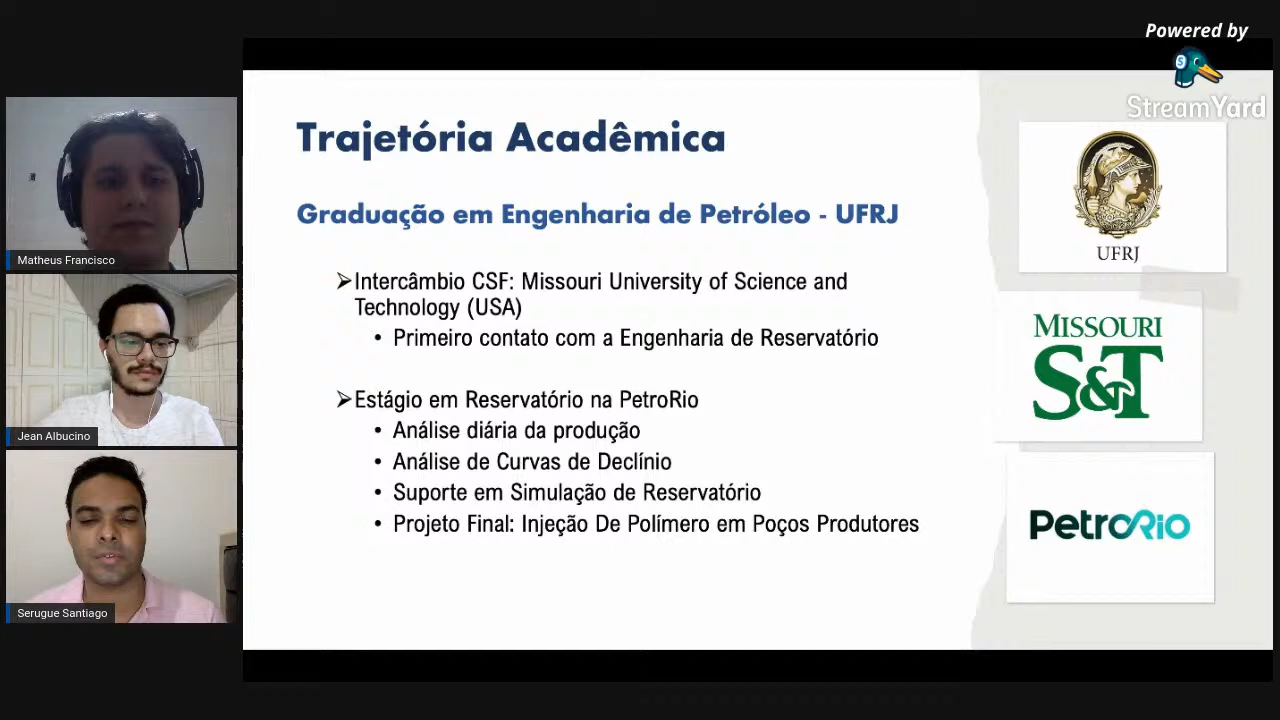 Powered by
StreamYard
Trajetória Acadêmica
Graduação em Engenharia de Petróleo - UFRJ
➢Intercâmbio CSF: Missouri University of Science and
Technology (USA)
• Primeiro contato com a Engenharia de Reservatório
➢Estágio em Reservatório na PetroRio
• Análise diária da produção
• Análise de Curvas de Declínio
• Suporte em Simulação de Reservatório
• Projeto Final: Injeção De Polímero em Poços Produtores
UFRJ
MISSOURI
S&T
PetroRio
Matheus Francisco
Jean Albucino
Serugue Santiago